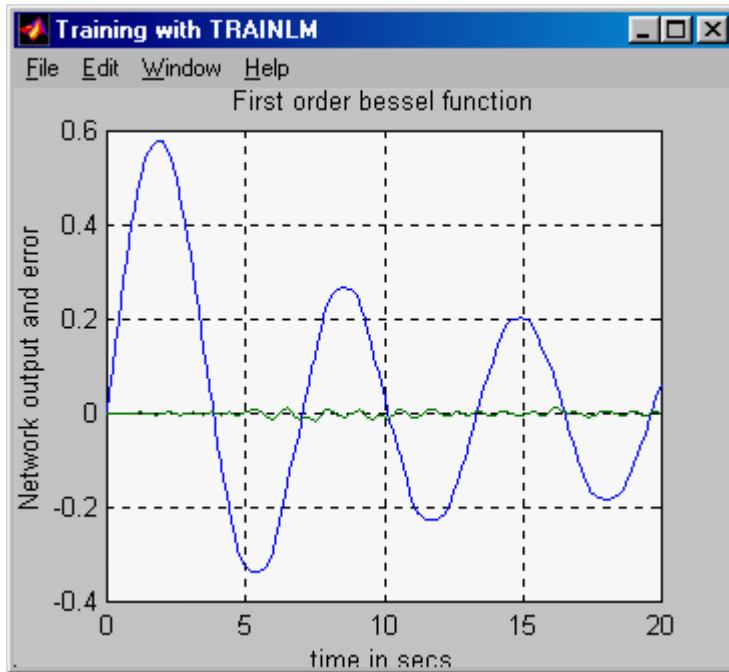 Training with TRAINLM
File Edit Window Help
First order bessel function
Network output and error
0.6
0.4
0.2
0
-0.2
-0.4
0 5 10 15 20
time in secs